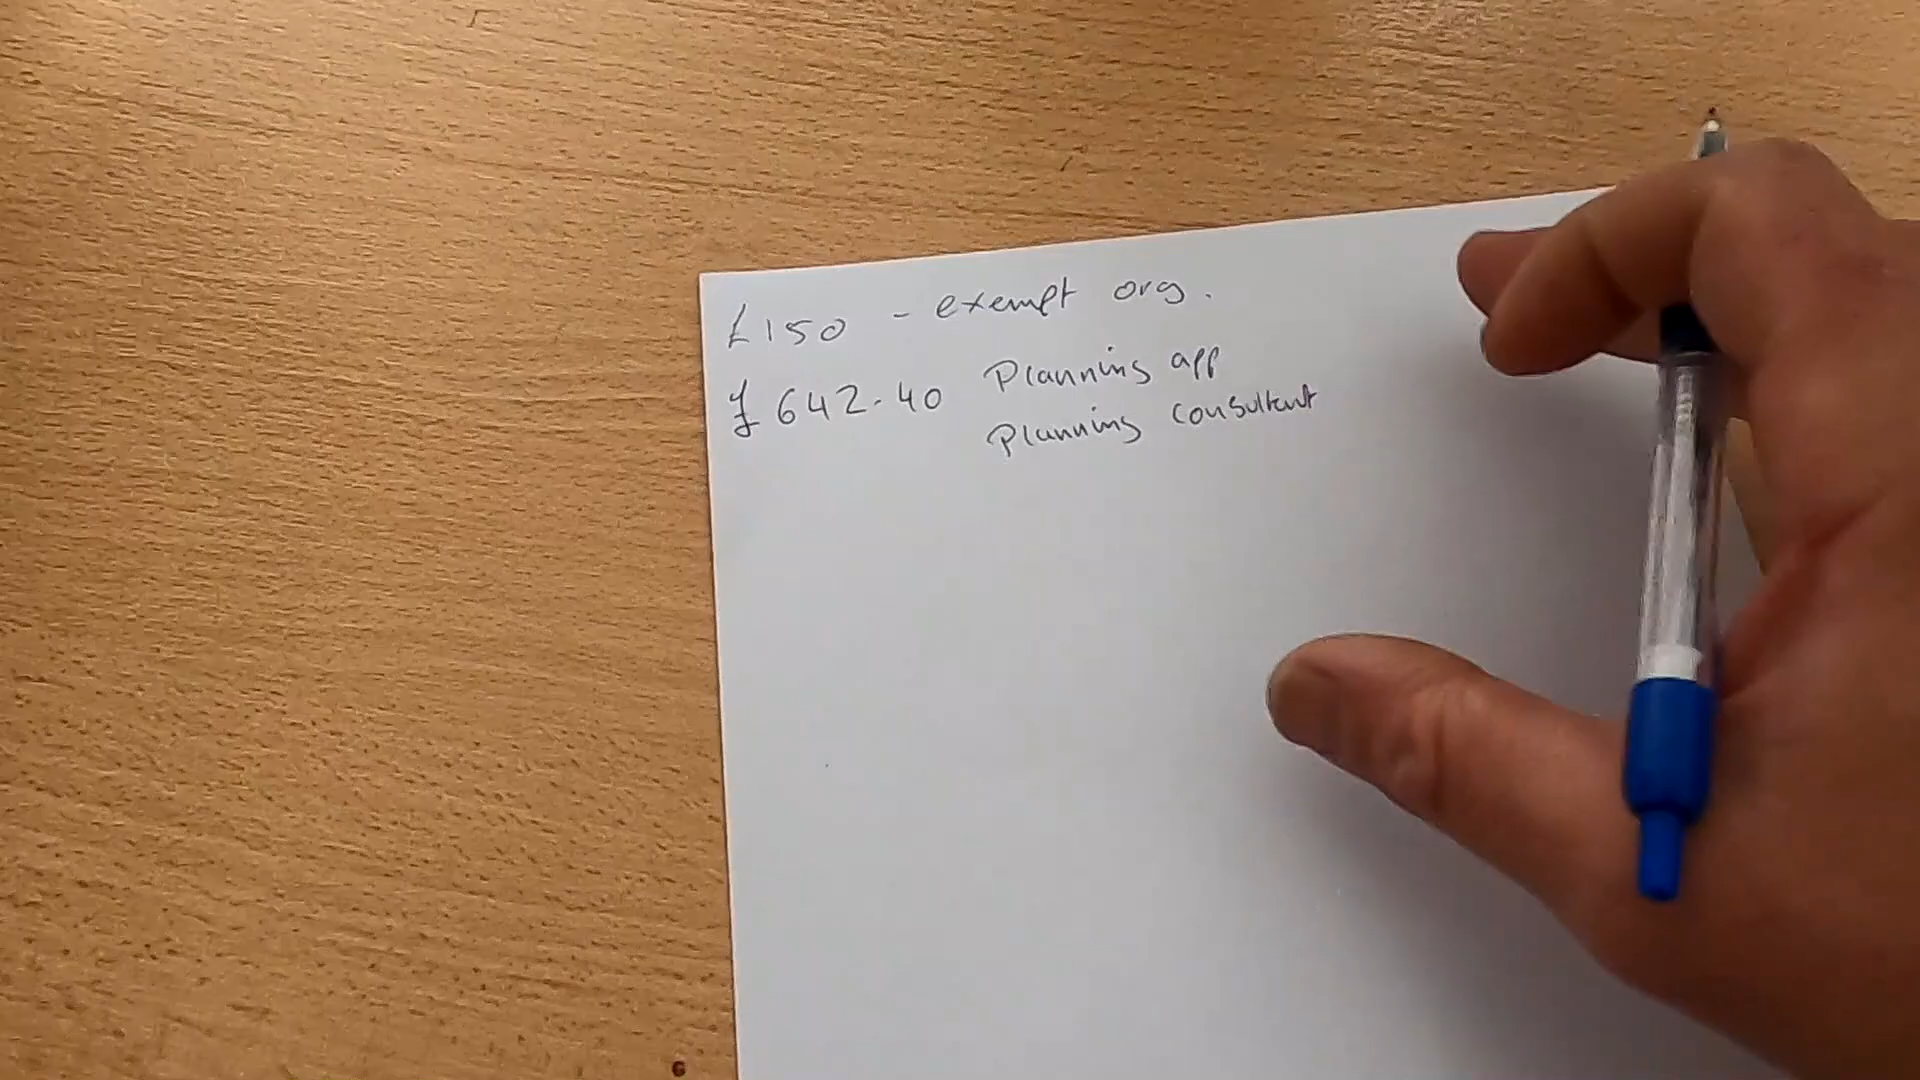 £150 - exempt org.
£642.40 Planning app
Planning consultant